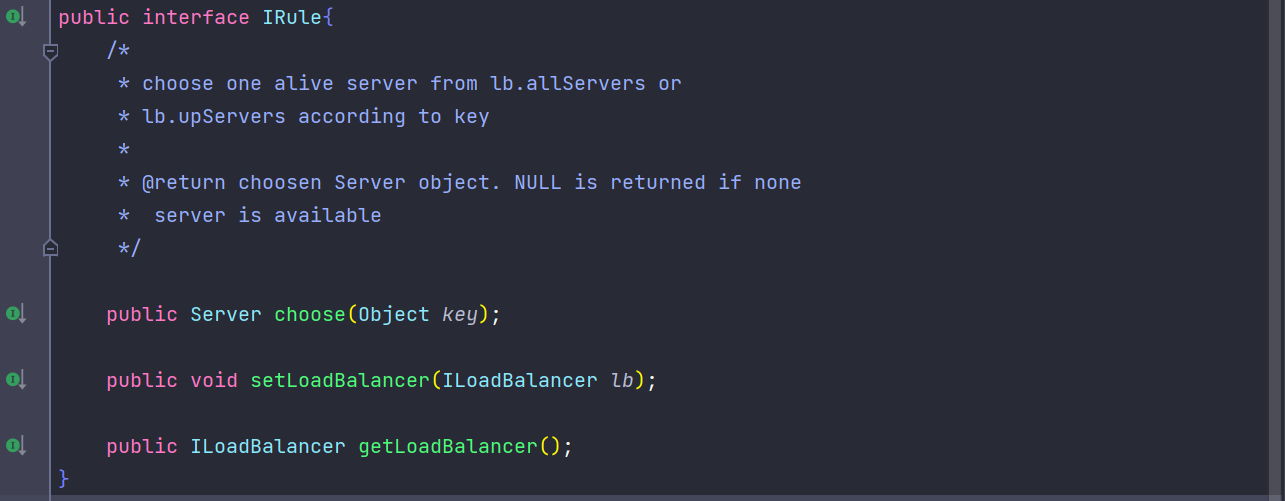 public interface IRule{
/*
* choose one alive server from lb.allServers or
* lb.upServers according to key
*
* @return choosen Server object. NULL is returned if none
*  server is available
*/
public Server choose(Object key);
public void setLoadBalancer(ILoadBalancer lb);
public ILoadBalancer getLoadBalancer();
}